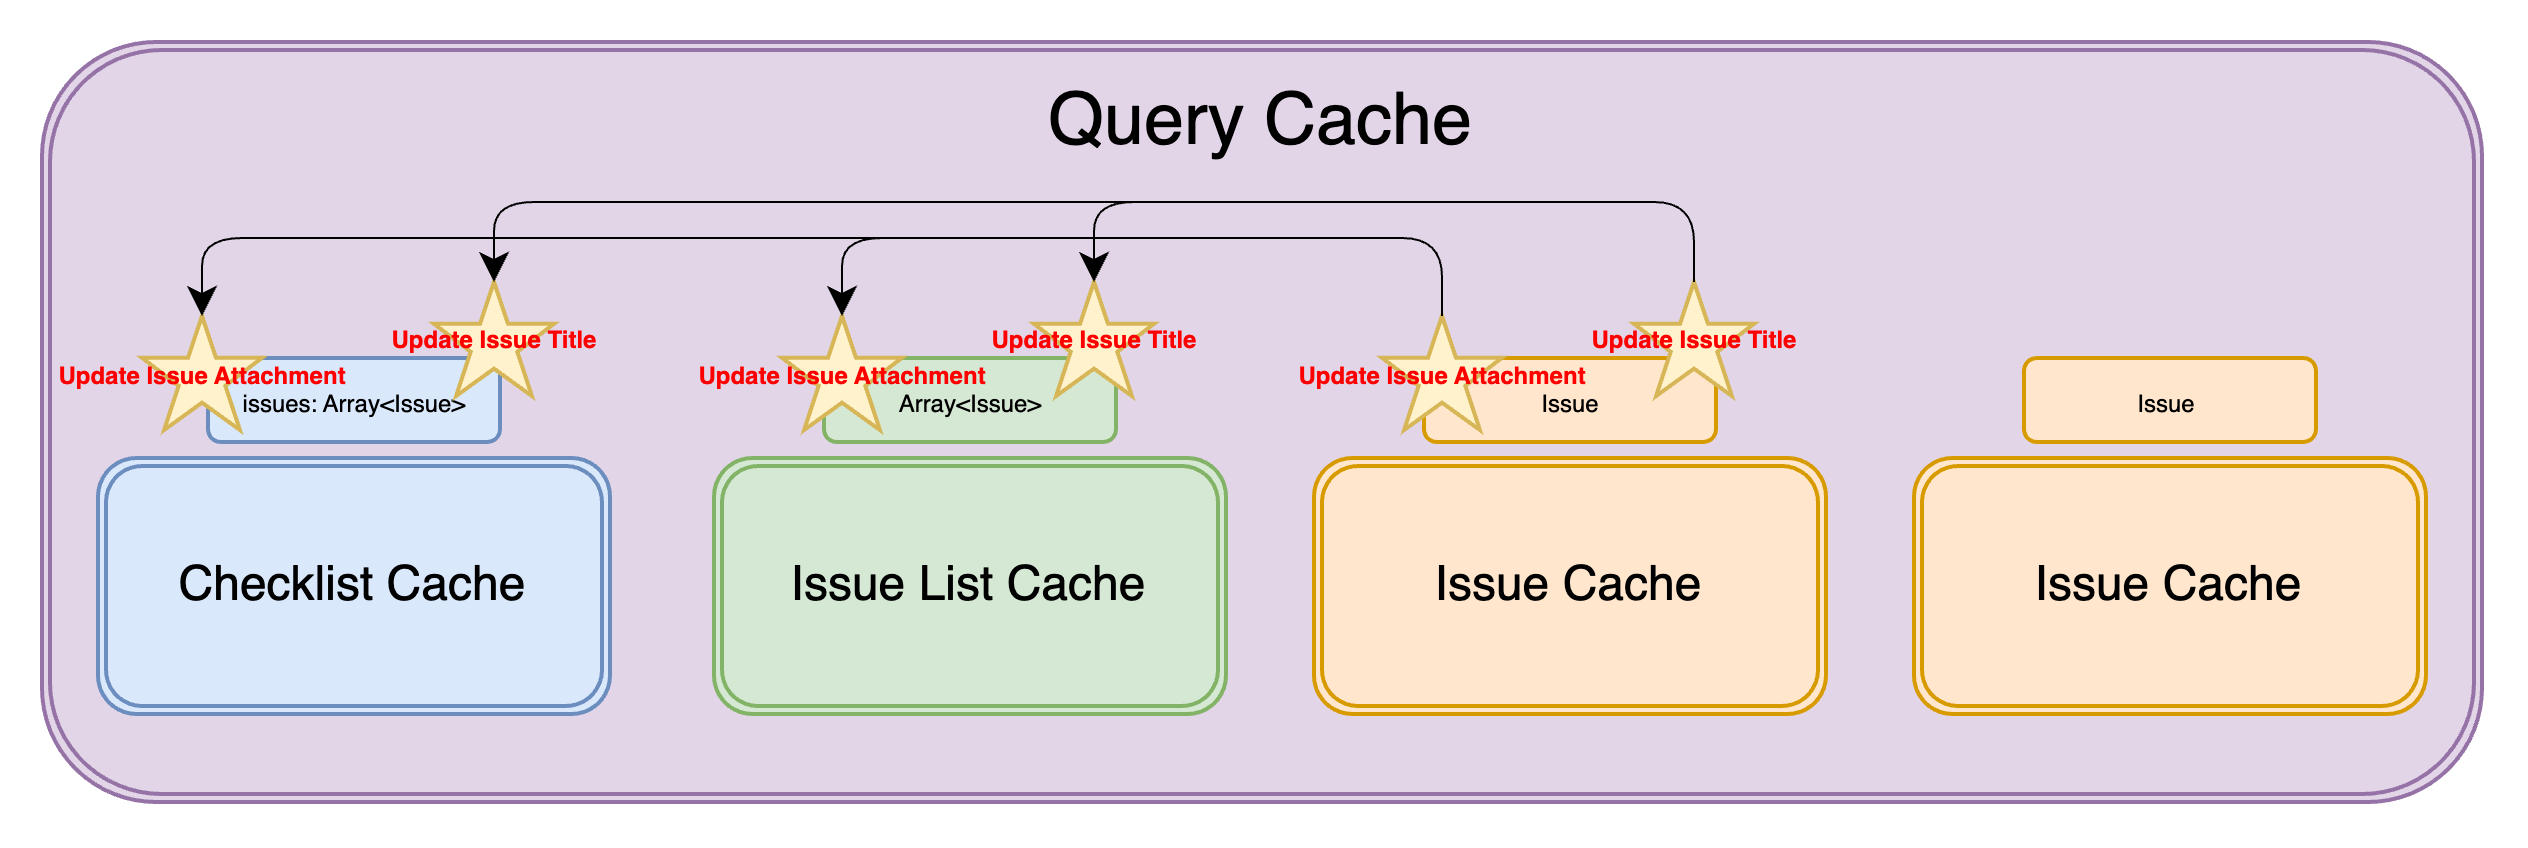 Query Cache
Update Issue Title
Update Issue Attachment
issues: Array<Issue>
Checklist Cache
Update Issue Title
Update Issue Attachment
Array<Issue>
Issue List Cache
Update Issue Title
Update Issue Attachment
Issue
Issue Cache
Issue
Issue Cache